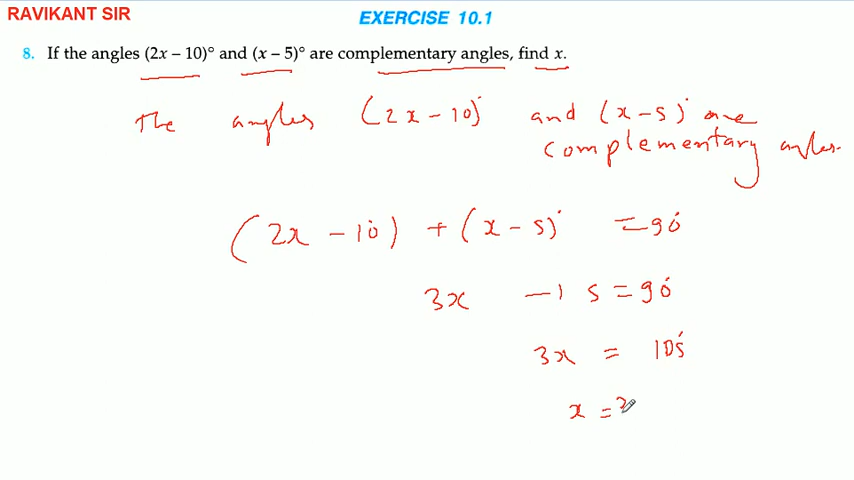 RAVIKANT SIR
EXERCISE 10.1
8. If the angles (2x – 10)° and (x – 5)° are complementary angles, find x.
The angles (2x – 10)° and (x – 5)° are
complementary angles.
(2x – 10°) + (x – 5)° = 90°
3x – 15 = 90°
3x = 105°
x = 3